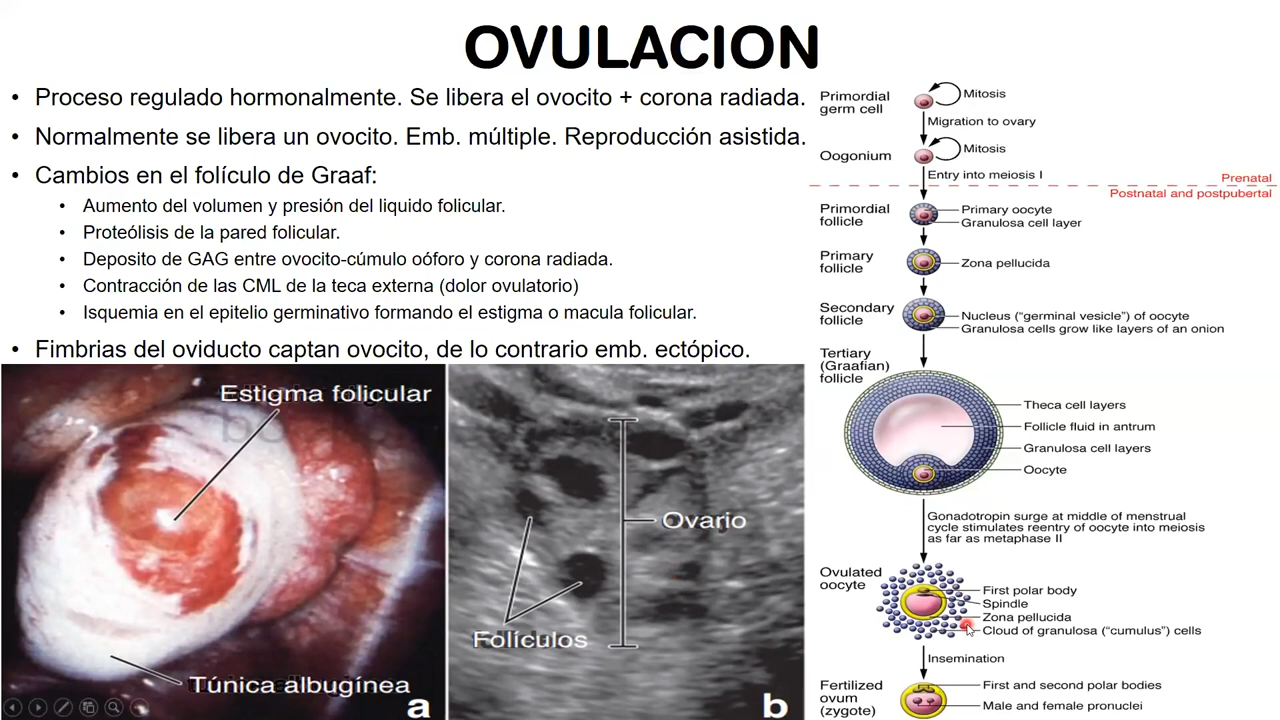 OVULACION
• Proceso regulado hormonalmente. Se libera el ovocito + corona radiada.
• Normalmente se libera un ovocito. Emb. múltiple. Reproducción asistida.
• Cambios en el folículo de Graaf:
• Aumento del volumen y presión del liquido folicular.
• Proteólisis de la pared folicular.
• Deposito de GAG entre ovocito-cúmulo oóforo y corona radiada.
• Contracción de las CML de la teca externa (dolor ovulatorio)
• Isquemia en el epitelio germinativo formando el estigma o macula folicular.
• Fimbrias del oviducto captan ovocito, de lo contrario emb. ectópico.
Estigma folicular
Túnica albugínea
a
Ovario
Folículos
b
Primordial
germ cell
Mitosis
Migration to ovary
Oogonium
Mitosis
Entry into meiosis I
Prenatal
Postnatal and postpubertal
Primordial
follicle
Primary oocyte
Granulosa cell layer
Primary
follicle
Zona pellucida
Secondary
follicle
Nucleus (“germinal vesicle”) of oocyte
Granulosa cells grow like layers of an onion
Tertiary
(Graafian)
follicle
Theca cell layers
Follicle fluid in antrum
Granulosa cell layers
Oocyte
Gonadotropin surge at middle of menstrual
cycle stimulates reentry of oocyte into meiosis
as far as metaphase II
Ovulated
oocyte
First polar body
Spindle
Zona pellucida
Cloud of granulosa (“cumulus”) cells
Insemination
Fertilized
ovum
(zygote)
First and second polar bodies
Male and female pronuclei